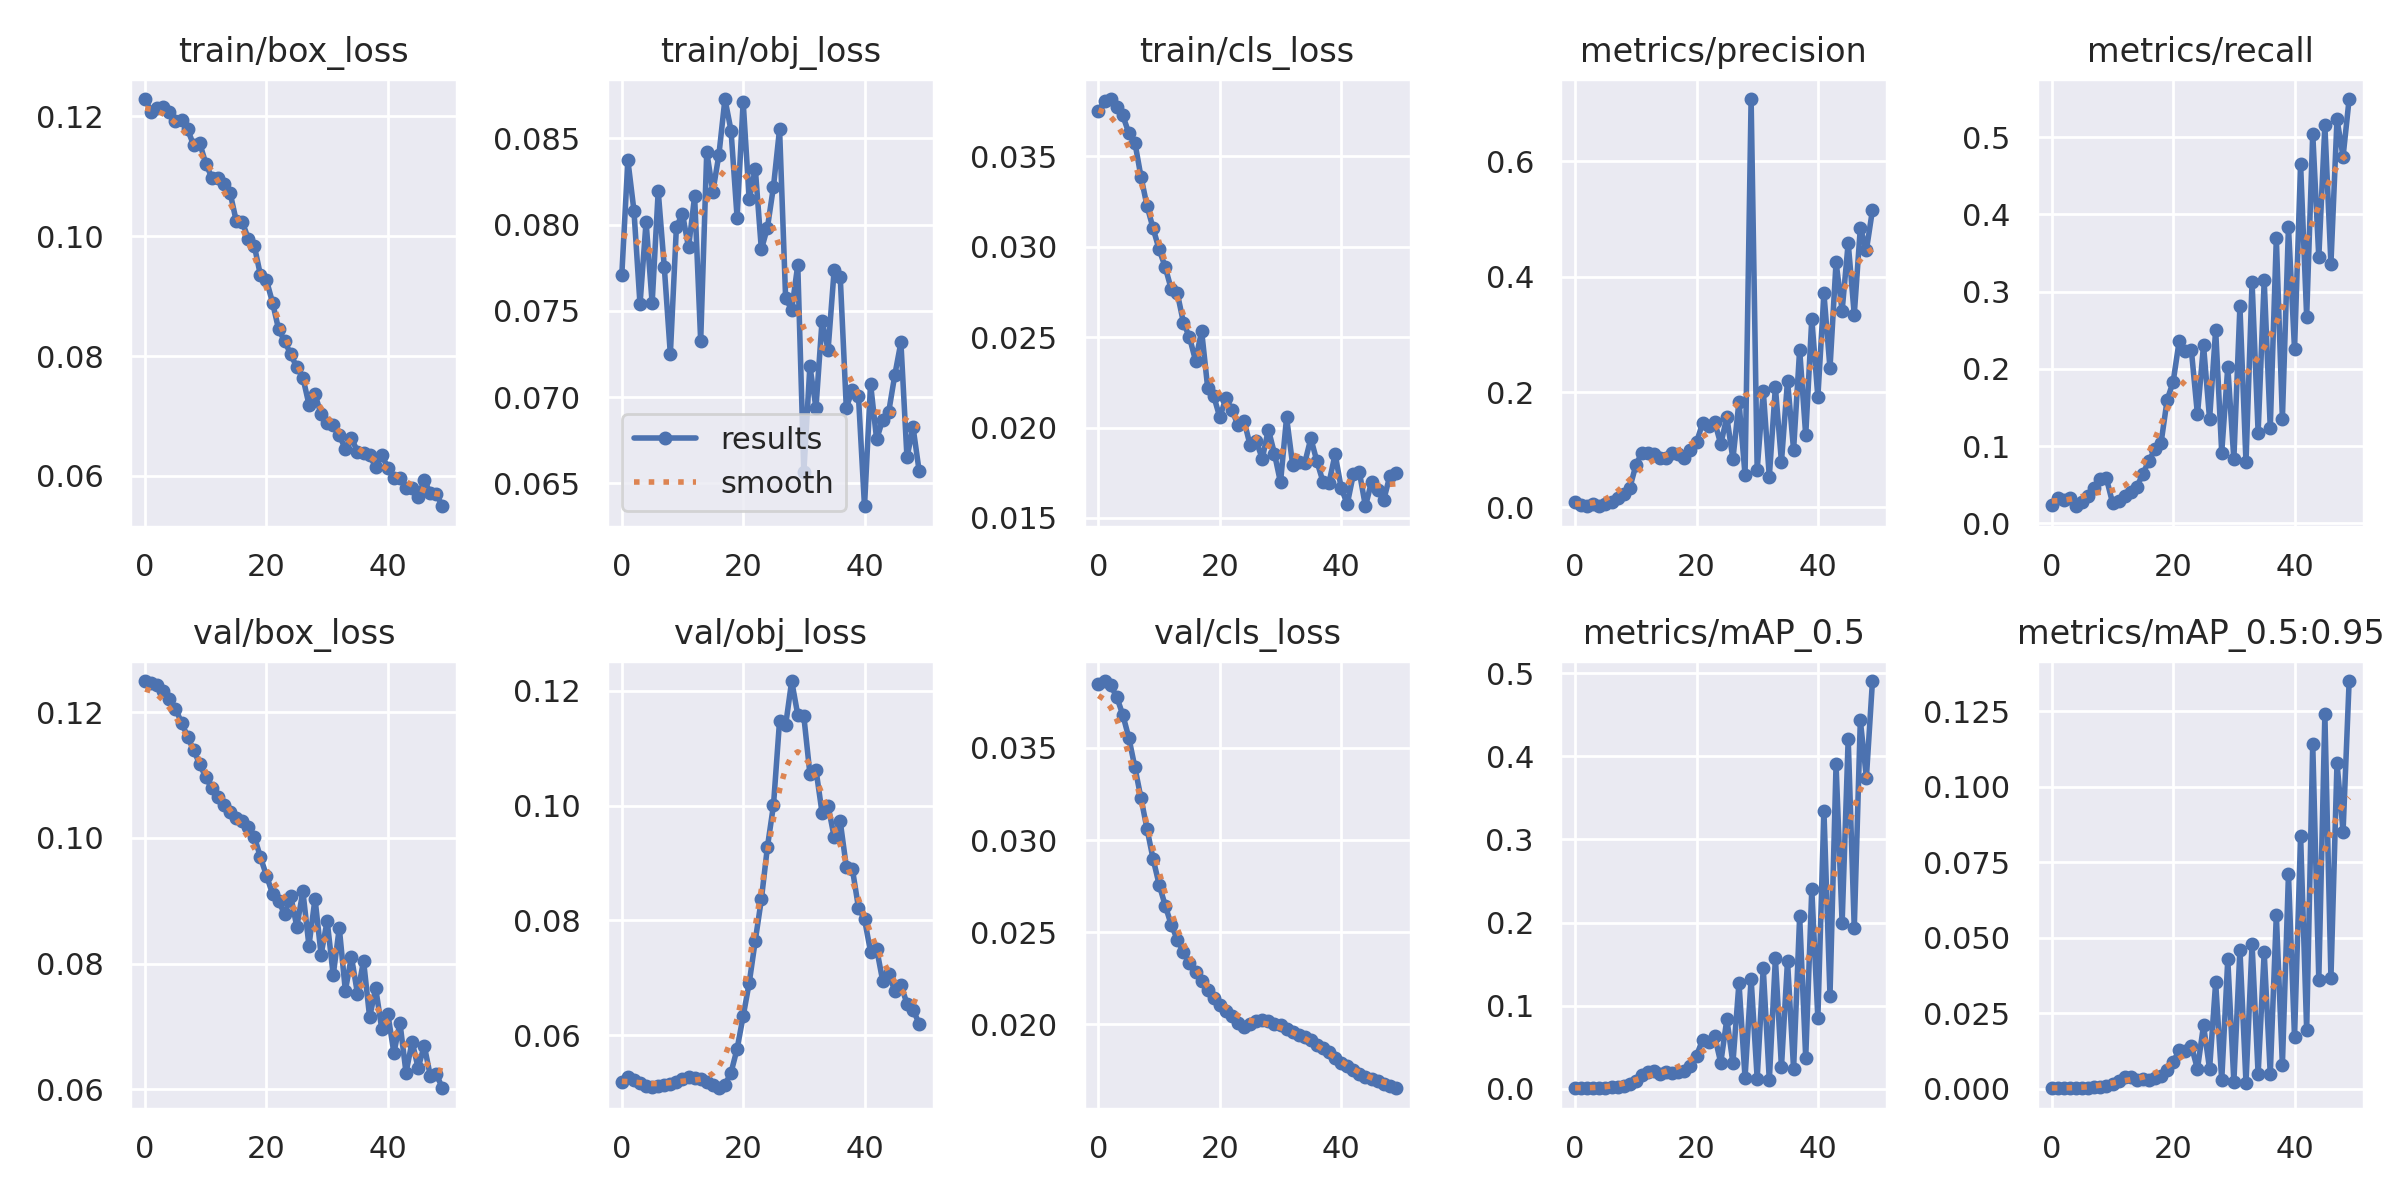 train/box_loss
0.12
0.10
0.08
0.06
0 20 40
train/obj_loss
0.085
0.080
0.075
0.070
0.065
results
smooth
0 20 40
train/cls_loss
0.035
0.030
0.025
0.020
0.015
0 20 40
metrics/precision
0.6
0.4
0.2
0.0
0 20 40
metrics/recall
0.5
0.4
0.3
0.2
0.1
0.0
0 20 40
val/box_loss
0.12
0.10
0.08
0.06
0 20 40
val/obj_loss
0.12
0.10
0.08
0.06
0 20 40
val/cls_loss
0.035
0.030
0.025
0.020
0 20 40
metrics/mAP_0.5
0.5
0.4
0.3
0.2
0.1
0.0
0 20 40
metrics/mAP_0.5:0.95
0.125
0.100
0.075
0.050
0.025
0.000
0 20 40